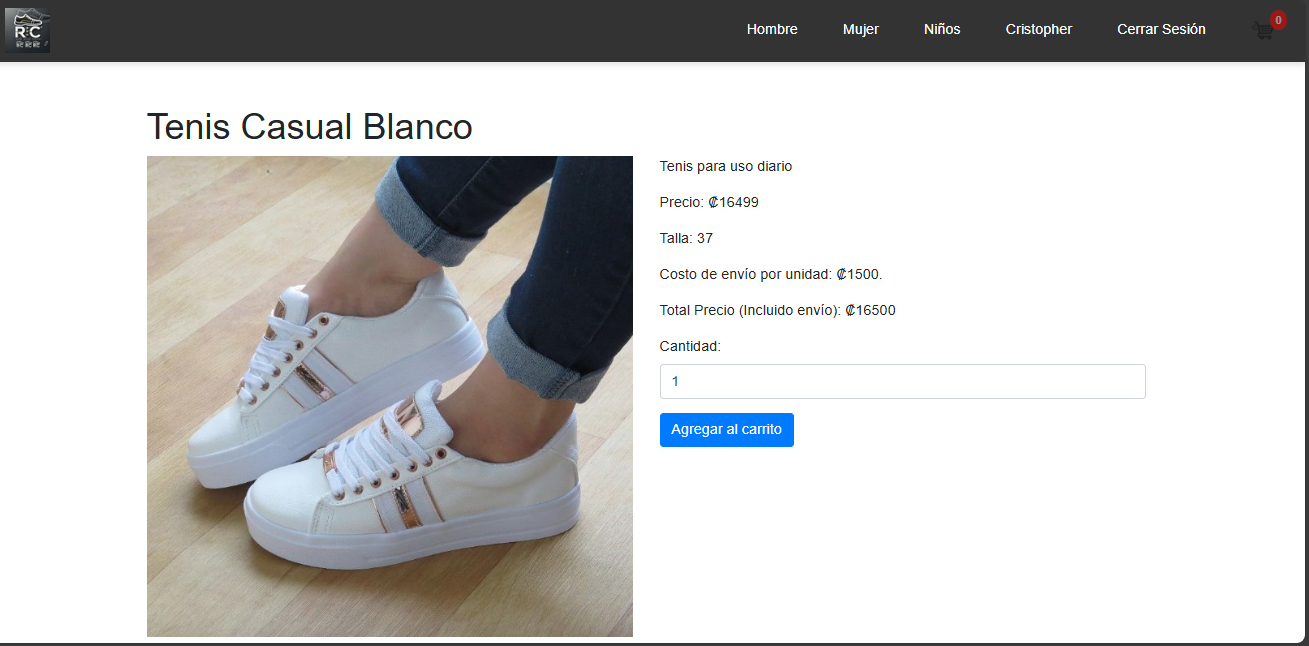 R C
Hombre Mujer Niños Cristopher Cerrar Sesión 0
Tenis Casual Blanco
Tenis para uso diario
Precio: ₡16499
Talla: 37
Costo de envío por unidad: ₡1500.
Total Precio (Incluido envío): ₡16500
Cantidad:
1
Agregar al carrito